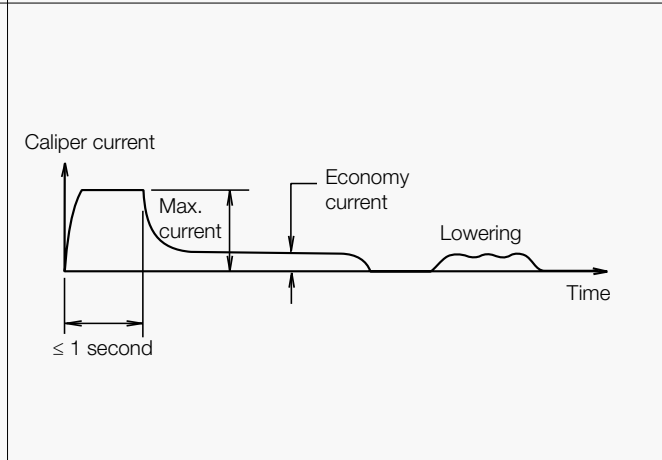 Caliper current
Economy
current
Max.
current
Lowering
Time
≤ 1 second